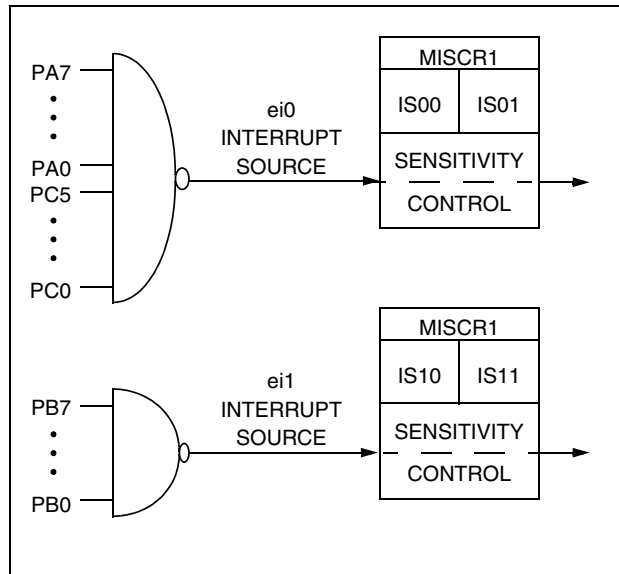 PA7
PA0
PC5
PC0
ei0
INTERRUPT
SOURCE
MISCR1
IS00 IS01
SENSITIVITY
CONTROL
PB7
PB0
ei1
INTERRUPT
SOURCE
MISCR1
IS10 IS11
SENSITIVITY
CONTROL